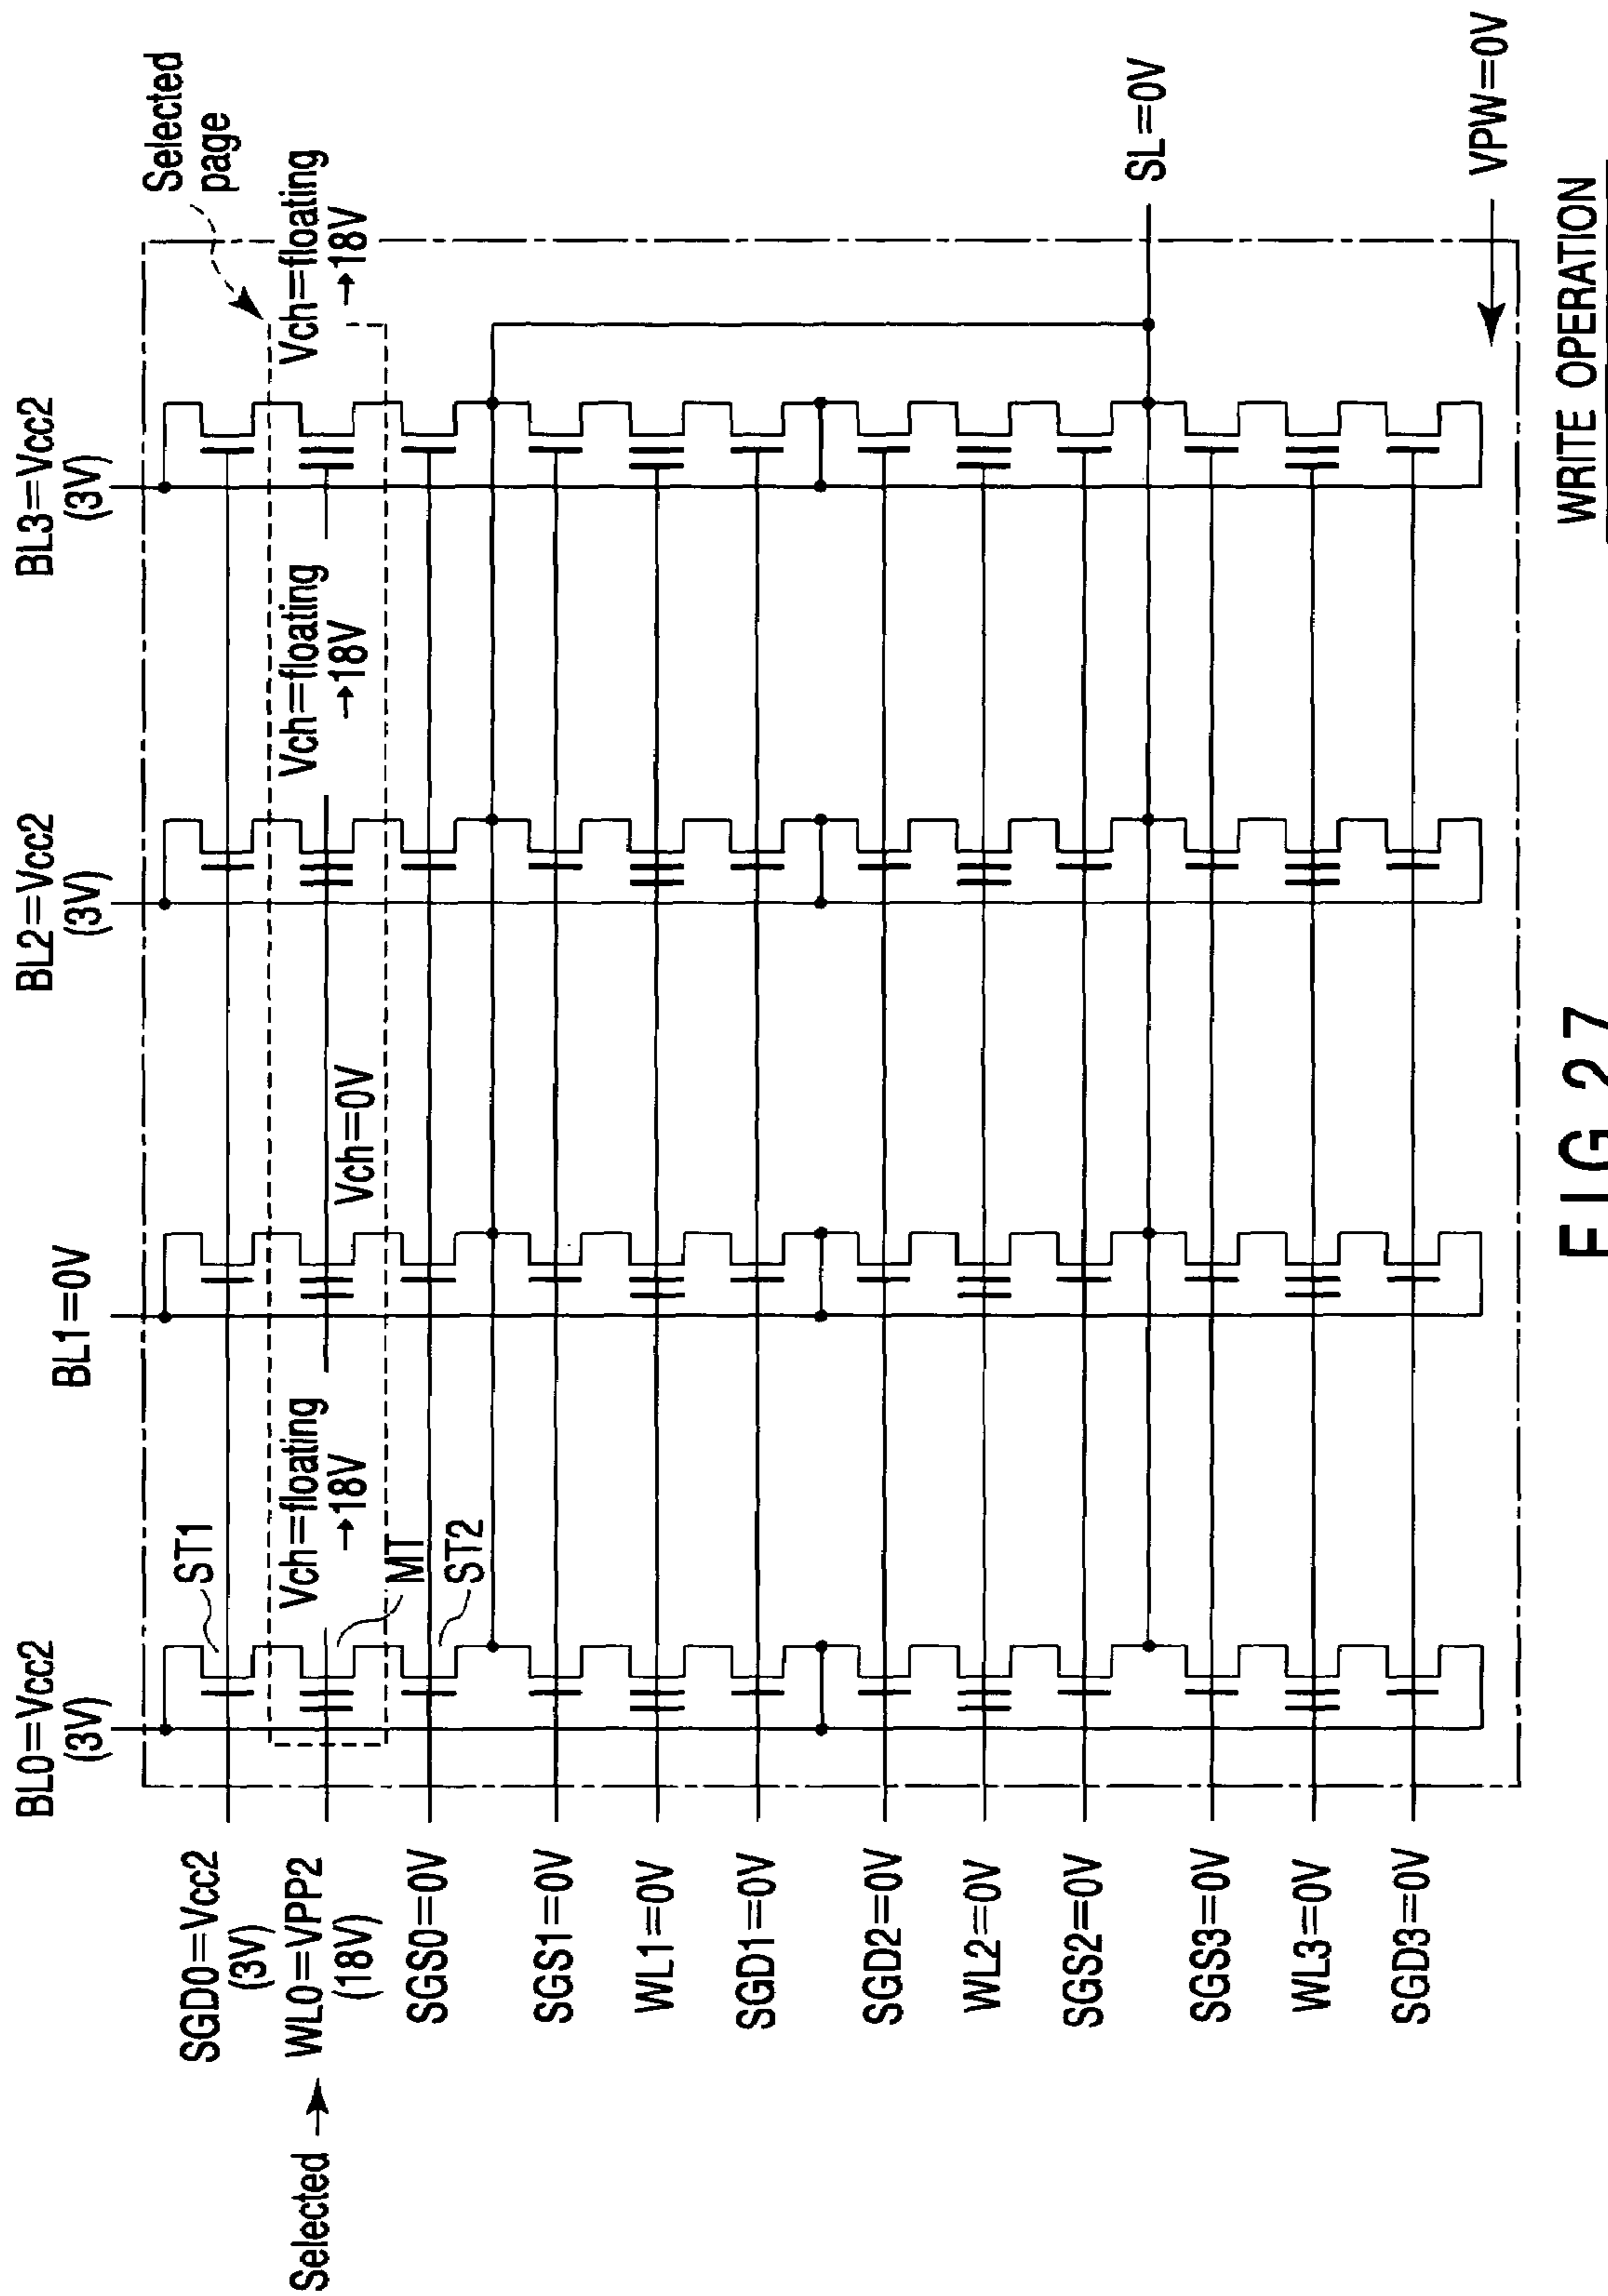 BL0=Vcc2
(3V)
BL1=0V
BL2=Vcc2
(3V)
BL3=Vcc2
(3V)
Selected
page
SGD0=Vcc2
(3V)
Selected → WL0=VPP2
(18V)
SGS0=0V
SGS1=0V
WL1=0V
SGD1=0V
SGD2=0V
WL2=0V
SGS2=0V
SGS3=0V
WL3=0V
SGD3=0V
ST1
Vch=floating
→18V
MT
ST2
Vch=0V
Vch=floating
→18V
Vch=floating
→18V
SL=0V
VPW=0V
WRITE OPERATION
FIG 27